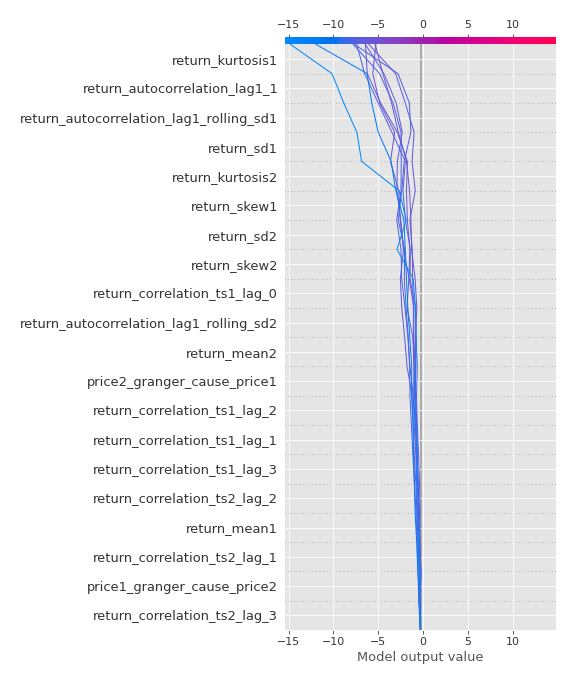 −15 −10 −5 0 5 10
return_kurtosis1
return_autocorrelation_lag1_1
return_autocorrelation_lag1_rolling_sd1
return_sd1
return_kurtosis2
return_skew1
return_sd2
return_skew2
return_correlation_ts1_lag_0
return_autocorrelation_lag1_rolling_sd2
return_mean2
price2_granger_cause_price1
return_correlation_ts1_lag_2
return_correlation_ts1_lag_1
return_correlation_ts1_lag_3
return_correlation_ts2_lag_2
return_mean1
return_correlation_ts2_lag_1
price1_granger_cause_price2
return_correlation_ts2_lag_3
−15 −10 −5 0 5 10
Model output value